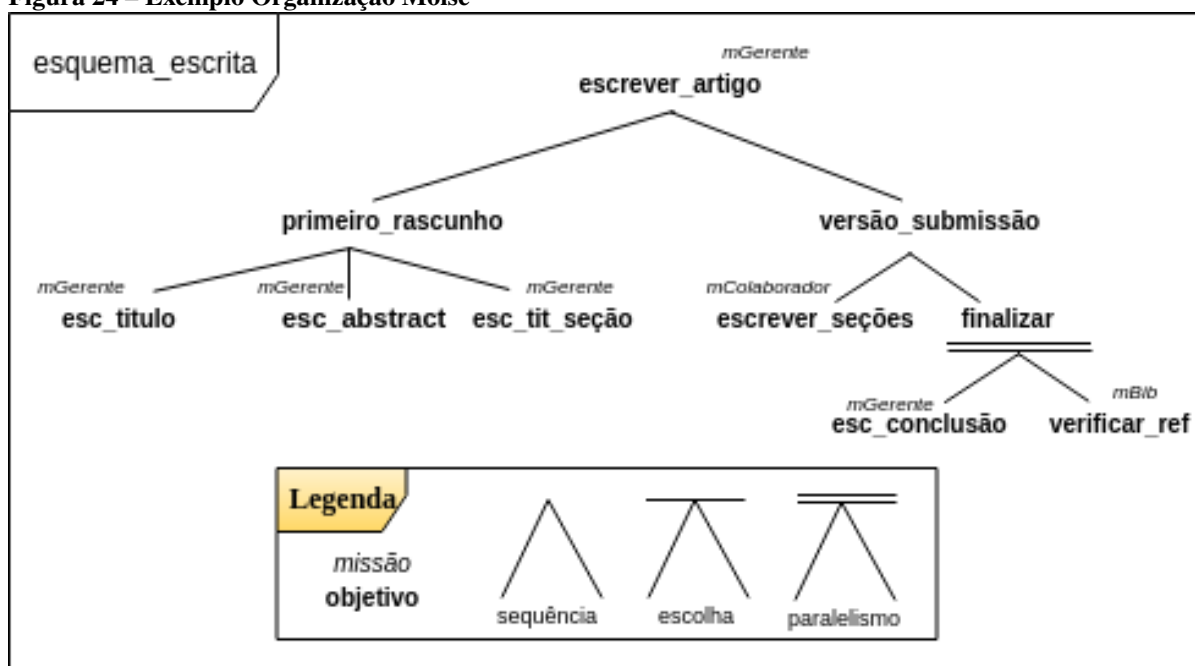 Figura 24 – Exemplo Organização Moise
esquema_escrita
mGerente
escrever_artigo
primeiro_rascunho
versão_submissão
mGerente
esc_titulo
mGerente
esc_abstract
mGerente
esc_tit_seção
mColaborador
escrever_seções
finalizar
mGerente
esc_conclusão
mBib
verificar_ref
Legenda
missão
objetivo
sequência
escolha
paralelismo